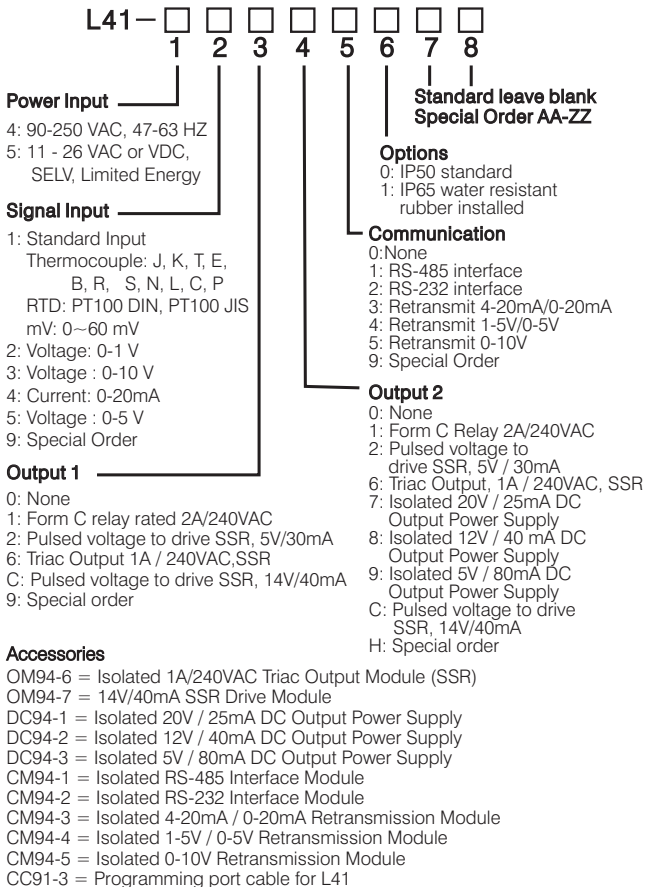 L41–
1 2 3 4 5 6 7 8
Power Input
4: 90-250 VAC, 47-63 HZ
5: 11 - 26 VAC or VDC,
SELV, Limited Energy
Signal Input
1: Standard Input
Thermocouple: J, K, T, E,
B, R, S, N, L, C, P
RTD: PT100 DIN, PT100 JIS
mV: 0~60 mV
2: Voltage: 0-1 V
3: Voltage : 0-10 V
4: Current: 0-20mA
5: Voltage : 0-5 V
9: Special Order
Output 1
0: None
1: Form C relay rated 2A/240VAC
2: Pulsed voltage to drive SSR, 5V/30mA
6: Triac Output 1A / 240VAC,SSR
C: Pulsed voltage to drive SSR, 14V/40mA
9: Special order
Standard leave blank
Special Order AA-ZZ
Options
0: IP50 standard
1: IP65 water resistant
rubber installed
Communication
0:None
1: RS-485 interface
2: RS-232 interface
3: Retransmit 4-20mA/0-20mA
4: Retransmit 1-5V/0-5V
5: Retransmit 0-10V
9: Special Order
Output 2
0: None
1: Form C Relay 2A/240VAC
2: Pulsed voltage to
drive SSR, 5V / 30mA
6: Triac Output, 1A / 240VAC, SSR
7: Isolated 20V / 25mA DC
Output Power Supply
8: Isolated 12V / 40 mA DC
Output Power Supply
9: Isolated 5V / 80mA DC
Output Power Supply
C: Pulsed voltage to drive
SSR, 14V/40mA
H: Special order
Accessories
OM94-6 = Isolated 1A/240VAC Triac Output Module (SSR)
OM94-7 = 14V/40mA SSR Drive Module
DC94-1 = Isolated 20V / 25mA DC Output Power Supply
DC94-2 = Isolated 12V / 40mA DC Output Power Supply
DC94-3 = Isolated 5V / 80mA DC Output Power Supply
CM94-1 = Isolated RS-485 Interface Module
CM94-2 = Isolated RS-232 Interface Module
CM94-3 = Isolated 4-20mA / 0-20mA Retransmission Module
CM94-4 = Isolated 1-5V / 0-5V Retransmission Module
CM94-5 = Isolated 0-10V Retransmission Module
CC91-3 = Programming port cable for L41